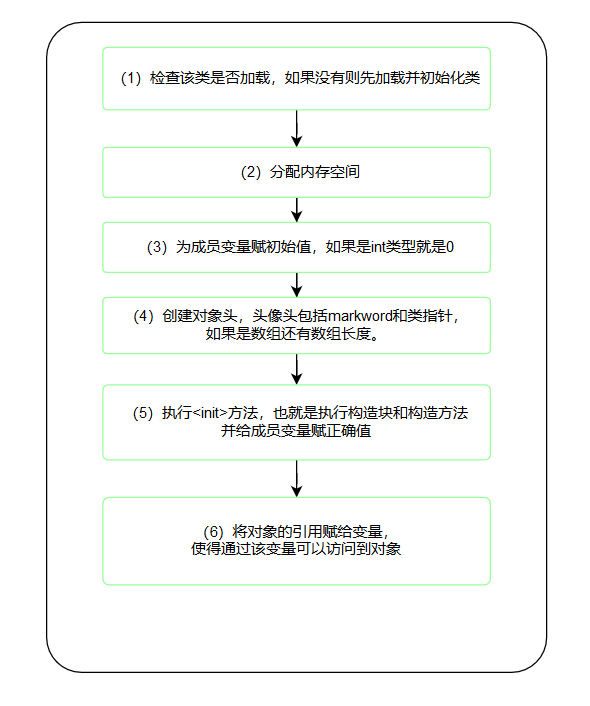 （1）检查该类是否加载，如果没有则先加载并初始化类
（2）分配内存空间
（3）为成员变量赋初始值，如果是int类型就是0
（4）创建对象头，头像头包括markword和类指针，
如果是数组还有数组长度。
（5）执行<init>方法，也就是执行构造块和构造方法
并给成员变量赋正确值
（6）将对象的引用赋给变量，
使得通过该变量可以访问到对象